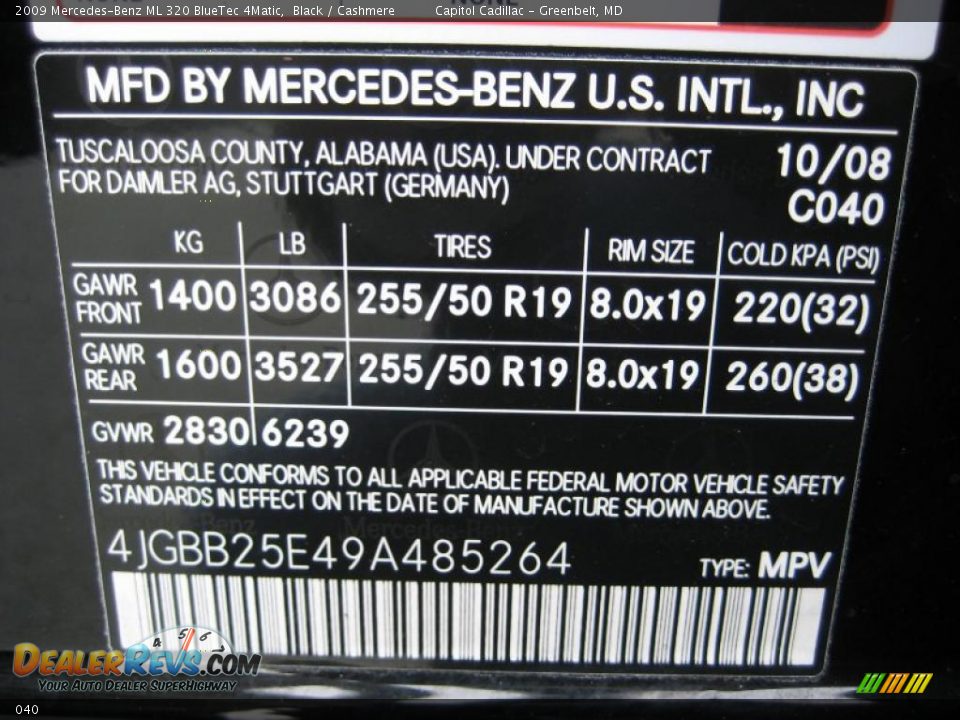 2009 Mercedes-Benz ML 320 BlueTec 4Matic, Black / Cashmere Capitol Cadillac - Greenbelt, MD
MFD BY MERCEDES-BENZ U.S. INTL., INC
TUSCALOOSA COUNTY, ALABAMA (USA). UNDER CONTRACT 10/08
FOR DAIMLER AG, STUTTGART (GERMANY)
C040
KG LB TIRES RIM SIZE COLD KPA (PSI)
GAWR FRONT 1400 3086 255/50 R19 8.0x19 220(32)
GAWR REAR 1600 3527 255/50 R19 8.0x19 260(38)
GVWR 2830 6239
THIS VEHICLE CONFORMS TO ALL APPLICABLE FEDERAL MOTOR VEHICLE SAFETY
STANDARDS IN EFFECT ON THE DATE OF MANUFACTURE SHOWN ABOVE.
4JGBB25E49A485264 TYPE: MPV
4 5 6
DEALERREVS.COM
YOUR AUTO DEALER SUPERHIGHWAY
040